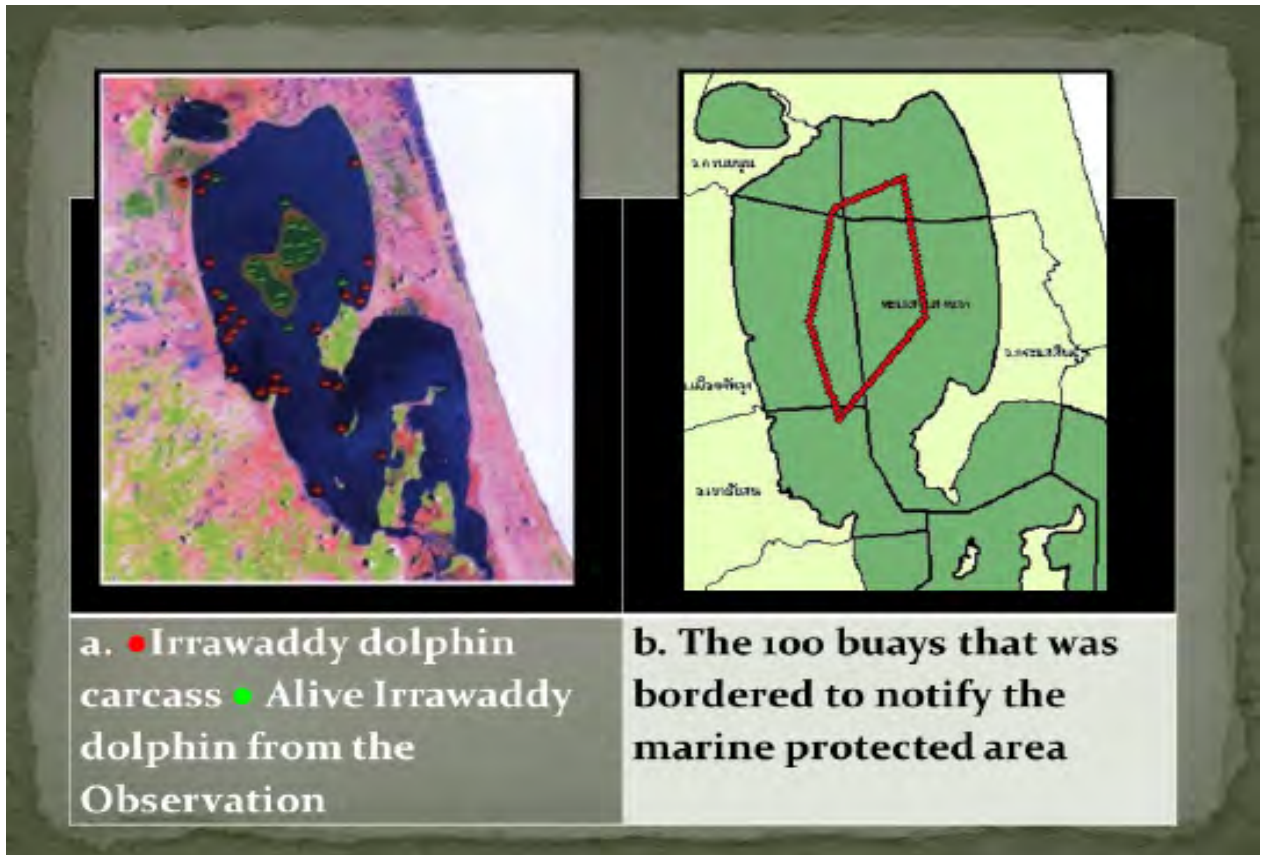 a. ●Irrawaddy dolphin
carcass ● Alive Irrawaddy
dolphin from the
Observation
b. The 100 buays that was
bordered to notify the
marine protected area